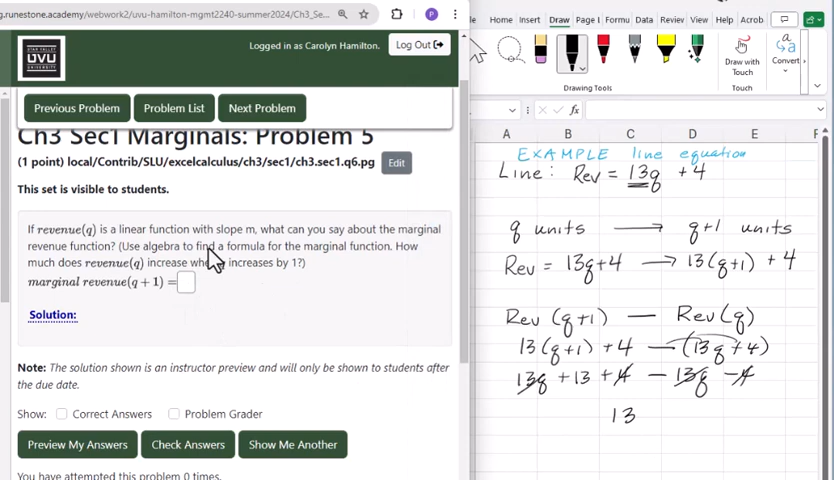 g.runestone.academy/webwork2/uvu-hamilton-mgmt2240-summer2024/Ch3_Se...
P
STAR VALLEY
UVU
UNIVERSITY
Logged in as Carolyn Hamilton.
Log Out
Previous Problem
Problem List
Next Problem
Ch3 Sec1 Marginals: Problem 5
(1 point) local/Contrib/SLU/excelcalculus/ch3/sec1/ch3.sec1.q6.pg
Edit
This set is visible to students.
If revenue(q) is a linear function with slope m, what can you say about the marginal
revenue function? (Use algebra to find a formula for the marginal function. How
much does revenue(q) increase when q increases by 1?)
marginal revenue(q + 1) =
Solution:
Note: The solution shown is an instructor preview and will only be shown to students after
the due date.
Show:
Correct Answers
Problem Grader
Preview My Answers
Check Answers
Show Me Another
You have attempted this problem 0 times.
Home
Insert
Draw
Page l
Formu
Data
Review
View
Acrob
Drawing Tools
Draw with
Touch
Touch
Convert
fx
A
B
C
D
E
F
EXAMPLE line equation
Line: Rev = 13q + 4
q units → q+1 units
Rev = 13q+4 → 13(q+1) + 4
Rev (q+1) — Rev(q)
13(q+1) +4 — (13q + 4)
13q + 13 + 4 — 13q — 4
13